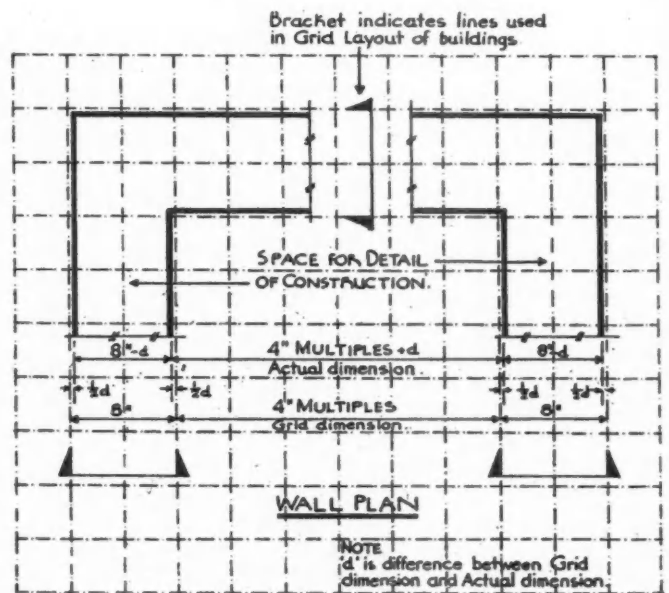 Bracket indicates lines used
in Grid Layout of buildings
SPACE FOR DETAIL
OF CONSTRUCTION.
8"-d
4" MULTIPLES +d
8"-d
Actual dimension
½d
½d
½d
½d
8"
4" MULTIPLES
8"
Grid dimension
WALL PLAN
NOTE
'd' is difference between Grid
dimension and Actual dimension.